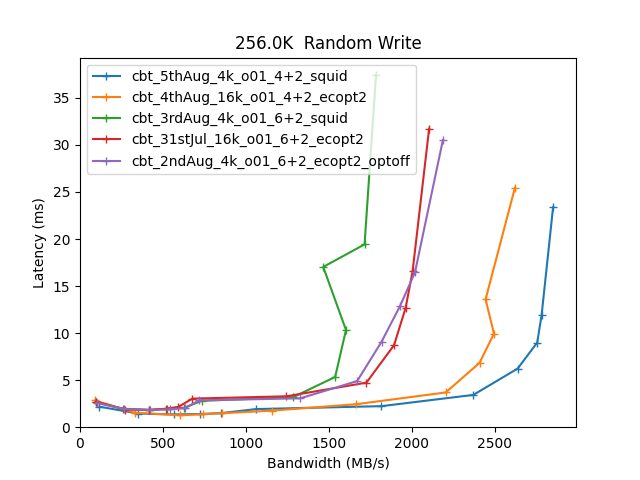 256.0K  Random Write
cbt_5thAug_4k_o01_4+2_squid
cbt_4thAug_16k_o01_4+2_ecopt2
cbt_3rdAug_4k_o01_6+2_squid
cbt_31stJul_16k_o01_6+2_ecopt2
cbt_2ndAug_4k_o01_6+2_ecopt2_optoff
Latency (ms)
35
30
25
20
15
10
5
0
0
500
1000
1500
2000
2500
Bandwidth (MB/s)